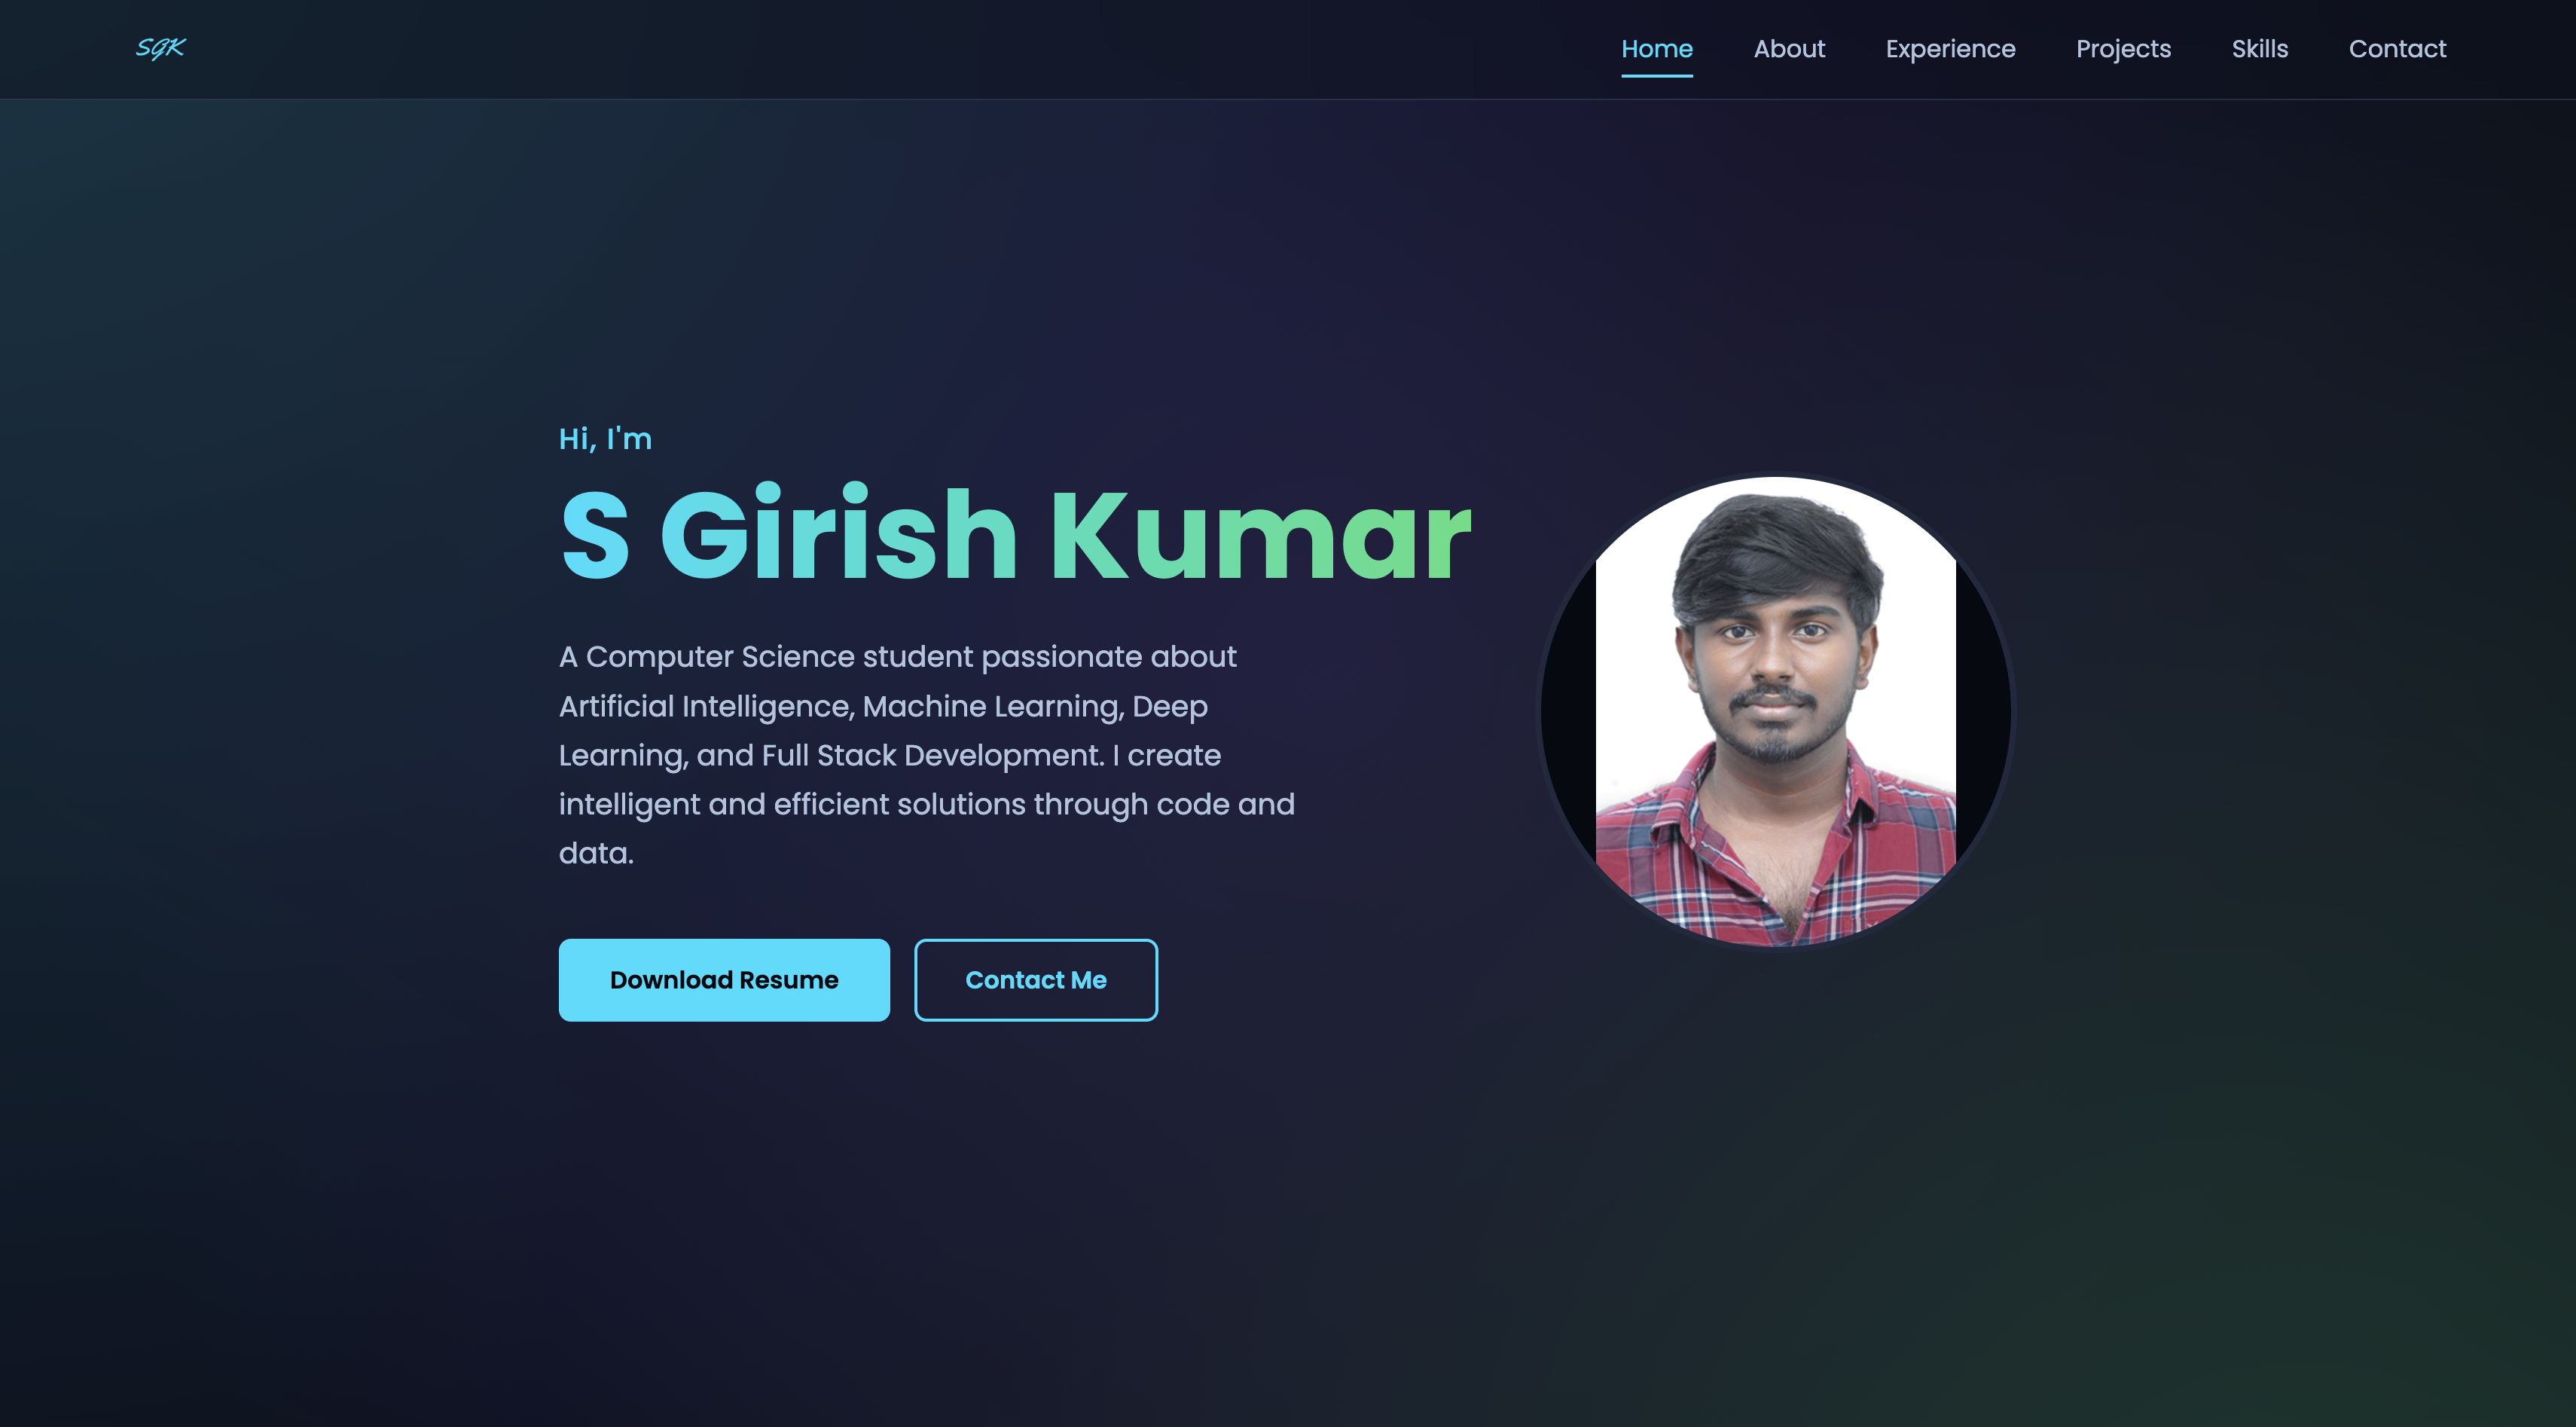 SGK
Home About Experience Projects Skills Contact
Hi, I'm
S Girish Kumar
A Computer Science student passionate about
Artificial Intelligence, Machine Learning, Deep
Learning, and Full Stack Development. I create
intelligent and efficient solutions through code and
data.
Download Resume Contact Me